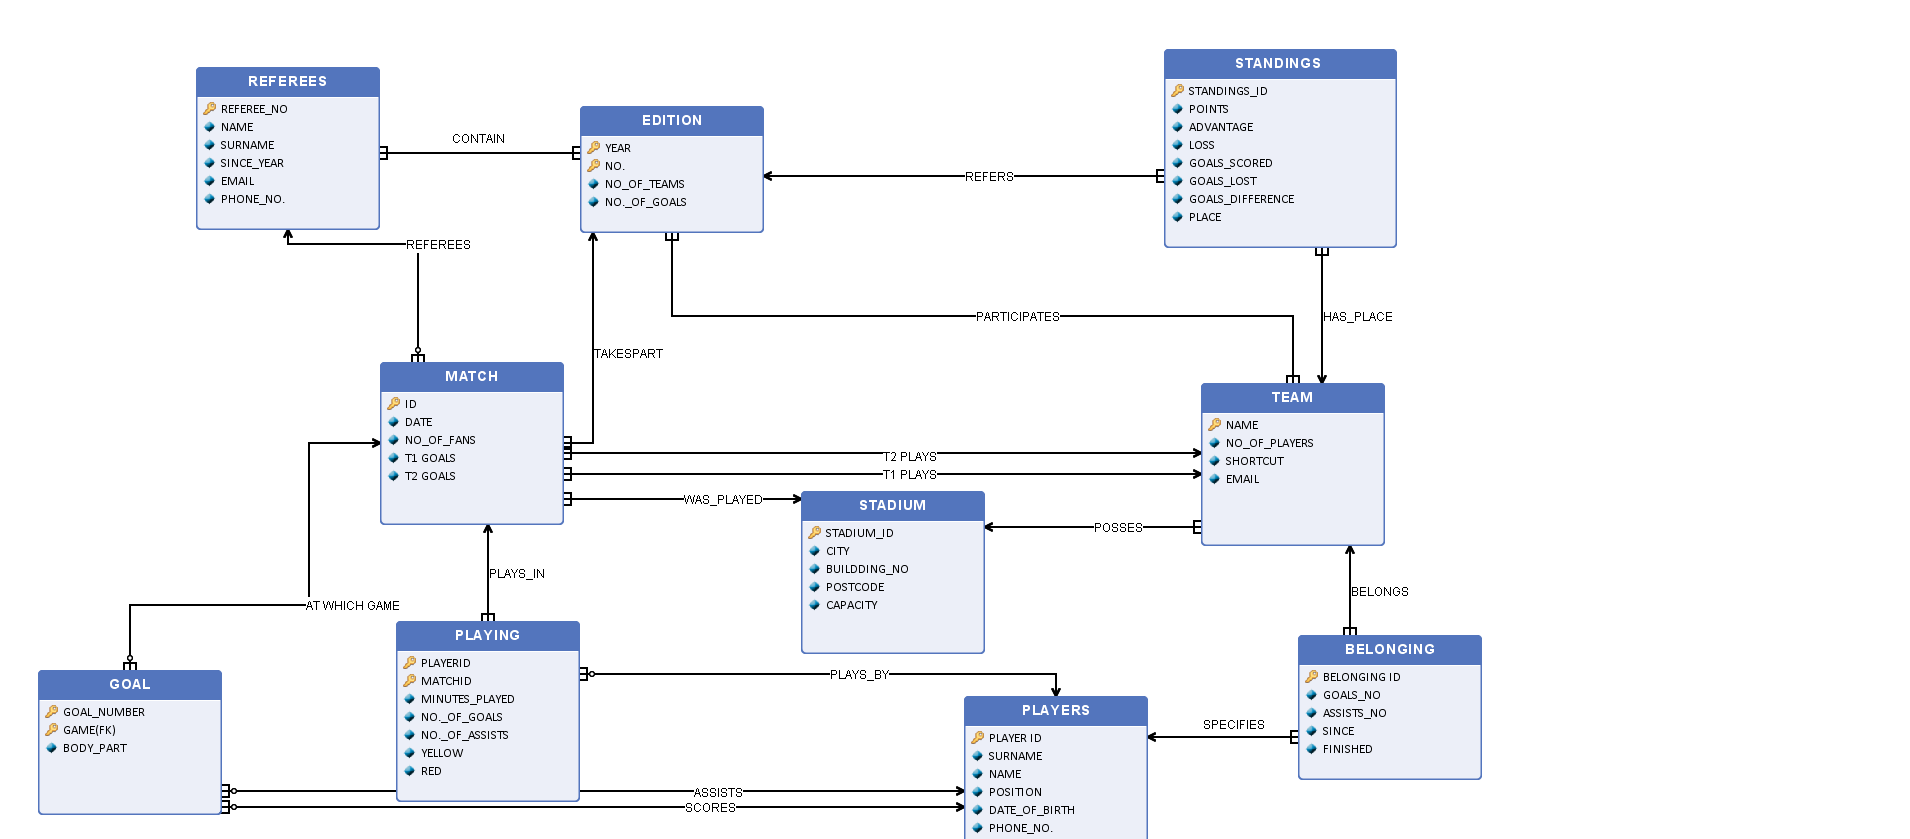 REFEREES
REFEREE_NO
NAME
SURNAME
SINCE_YEAR
EMAIL
PHONE_NO.
CONTAIN
EDITION
YEAR
NO.
NO_OF_TEAMS
NO._OF_GOALS
REFERS
STANDINGS
STANDINGS_ID
POINTS
ADVANTAGE
LOSS
GOALS_SCORED
GOALS_LOST
GOALS_DIFFERENCE
PLACE
REFEREES
PARTICIPATES
HAS_PLACE
TAKESPART
MATCH
ID
DATE
NO_OF_FANS
T1 GOALS
T2 GOALS
T2 PLAYS
T1 PLAYS
WAS_PLAYED
TEAM
NAME
NO_OF_PLAYERS
SHORTCUT
EMAIL
STADIUM
STADIUM_ID
CITY
BUILDDING_NO
POSTCODE
CAPACITY
POSSES
PLAYS_IN
BELONGS
AT WHICH GAME
PLAYING
PLAYERID
MATCHID
MINUTES_PLAYED
NO._OF_GOALS
NO._OF_ASSISTS
YELLOW
RED
PLAYS_BY
BELONGING
BELONGING ID
GOALS_NO
ASSISTS_NO
SINCE
FINISHED
GOAL
GOAL_NUMBER
GAME(FK)
BODY_PART
PLAYERS
PLAYER ID
SURNAME
NAME
POSITION
DATE_OF_BIRTH
PHONE_NO.
SPECIFIES
ASSISTS
SCORES